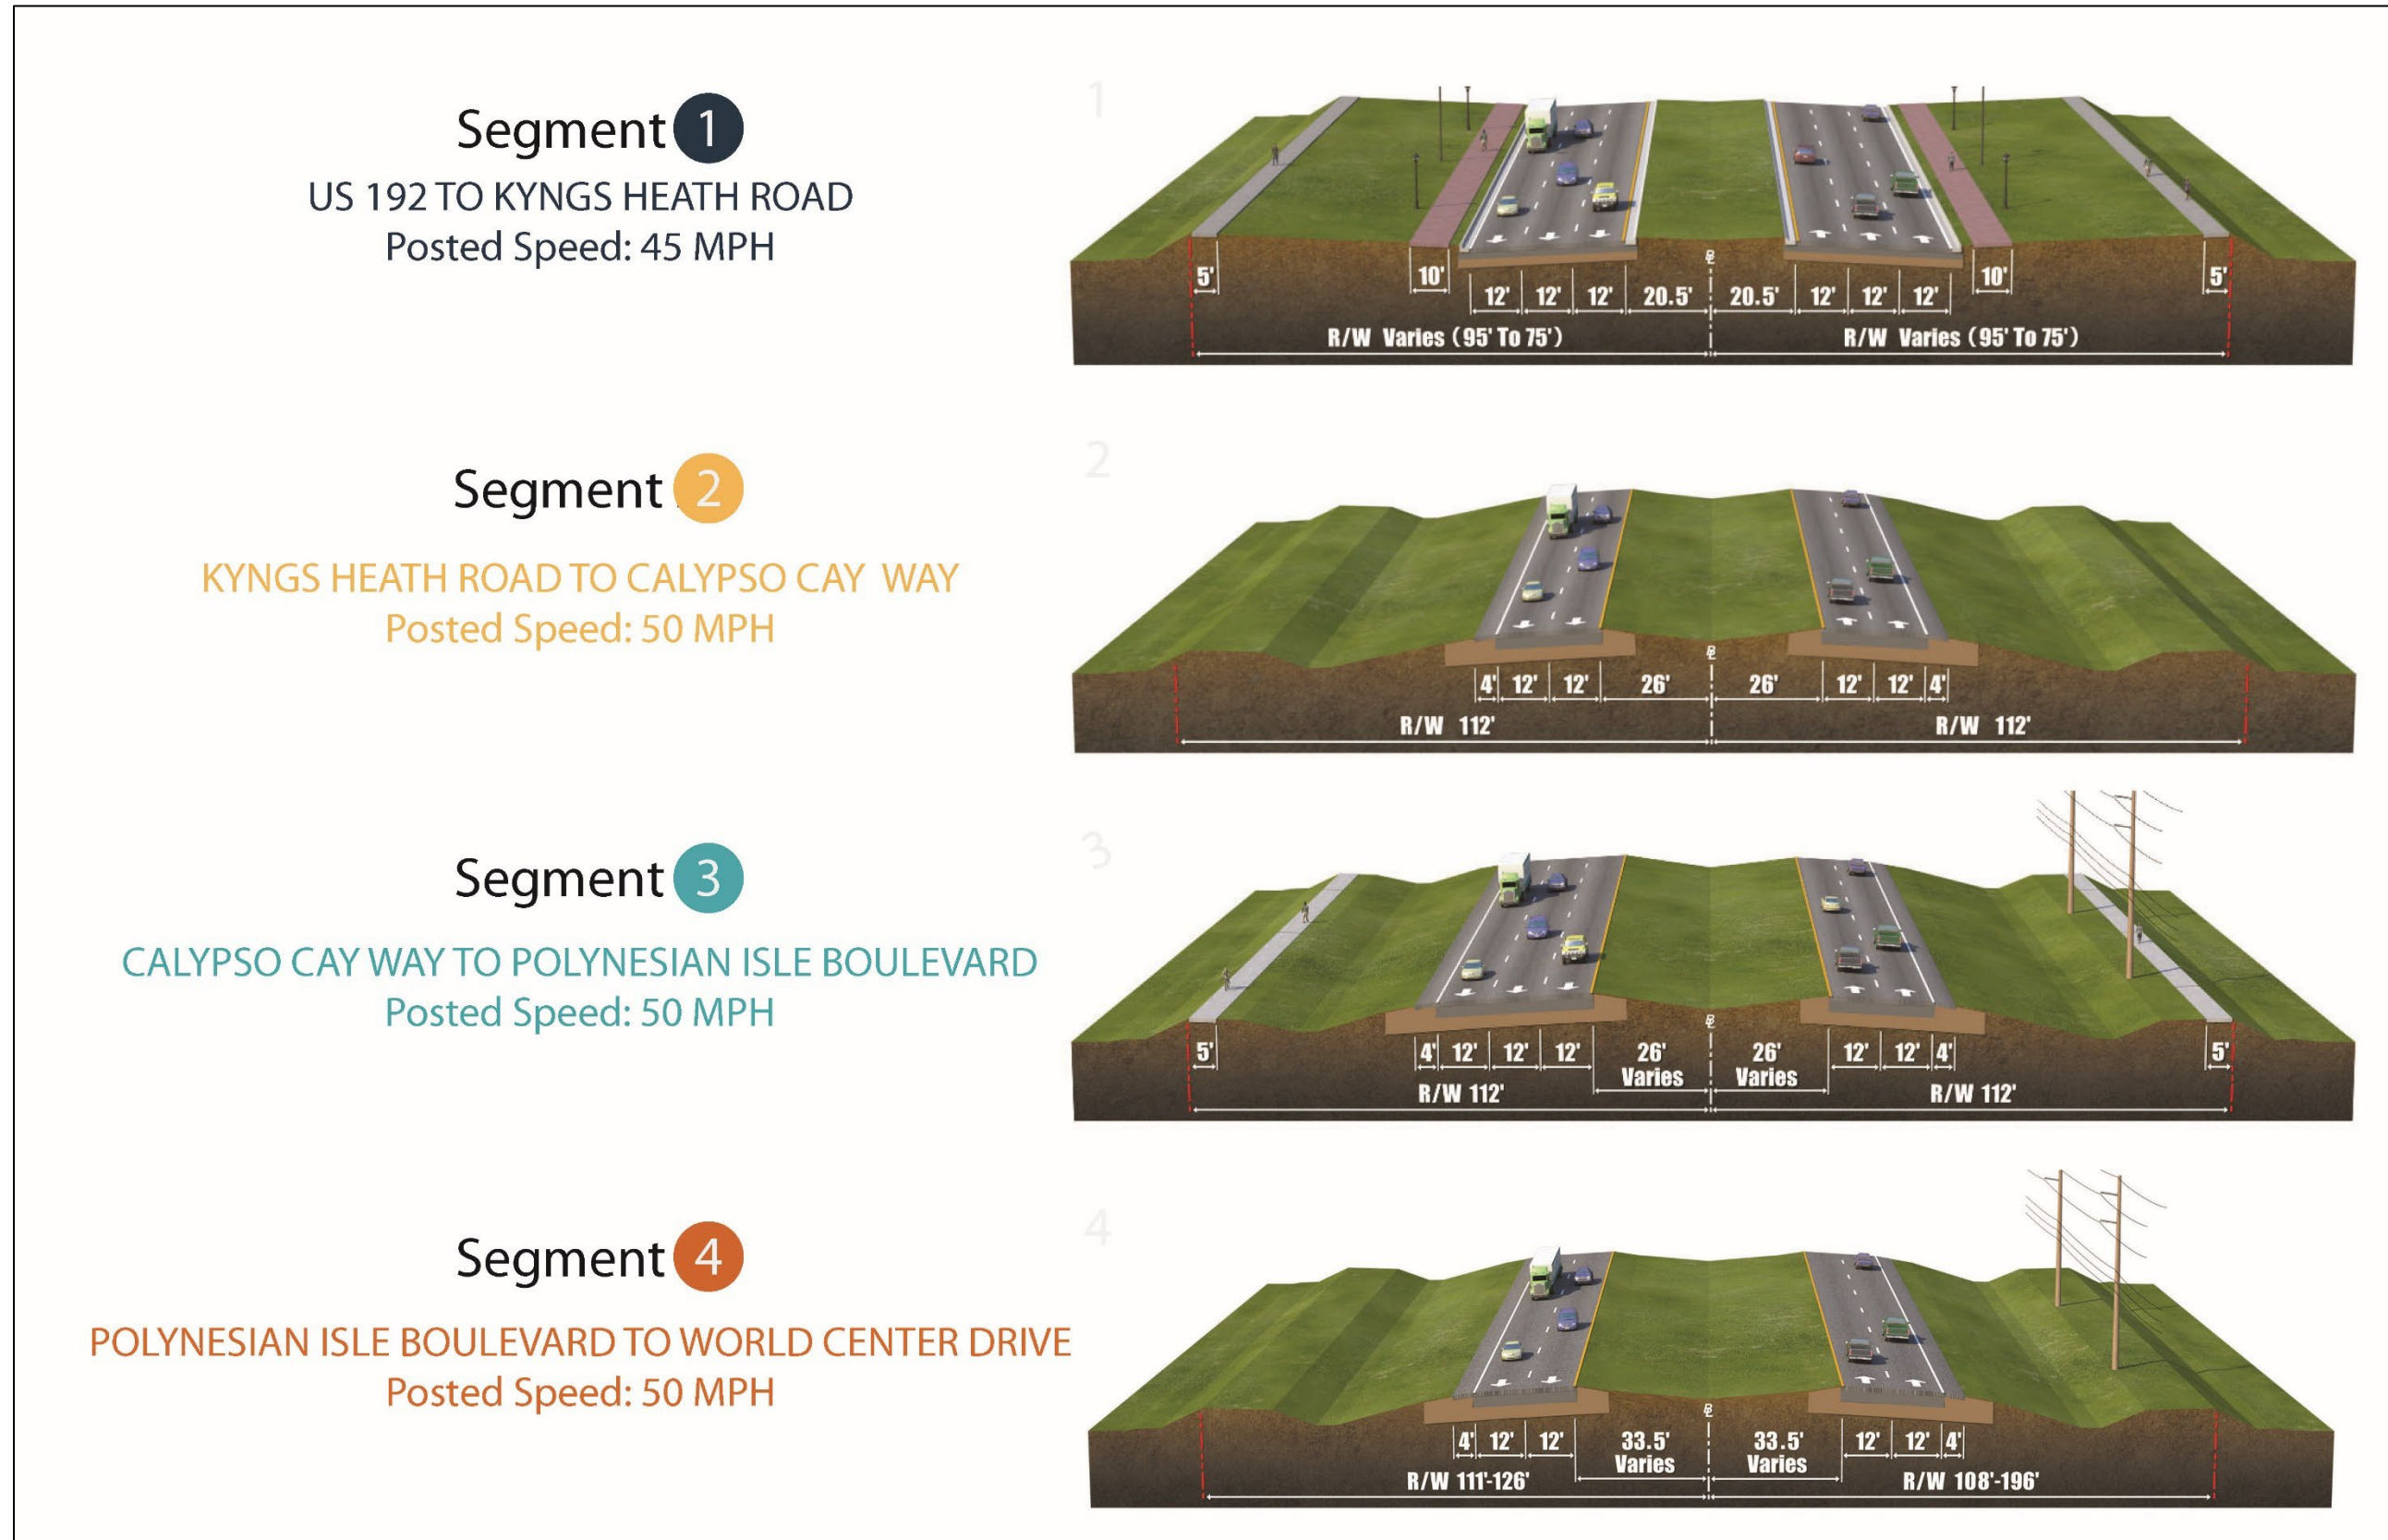 Segment 1
US 192 TO KYNGS HEATH ROAD
Posted Speed: 45 MPH
1
5' 10' 12' 12' 12' 20.5' 20.5' 12' 12' 12' 10' 5'
R/W Varies (95' To 75') R/W Varies (95' To 75')
Segment 2
KYNGS HEATH ROAD TO CALYPSO CAY WAY
Posted Speed: 50 MPH
2
4' 12' 12' 26' 26' 12' 12' 4'
R/W 112' R/W 112'
Segment 3
CALYPSO CAY WAY TO POLYNESIAN ISLE BOULEVARD
Posted Speed: 50 MPH
3
5' 4' 12' 12' 12' 26' 26' 12' 12' 4' 5'
Varies Varies
R/W 112' R/W 112'
Segment 4
POLYNESIAN ISLE BOULEVARD TO WORLD CENTER DRIVE
Posted Speed: 50 MPH
4
4' 12' 12' 33.5' 33.5' 12' 12' 4'
Varies Varies
R/W 111'-126' R/W 108'-196'